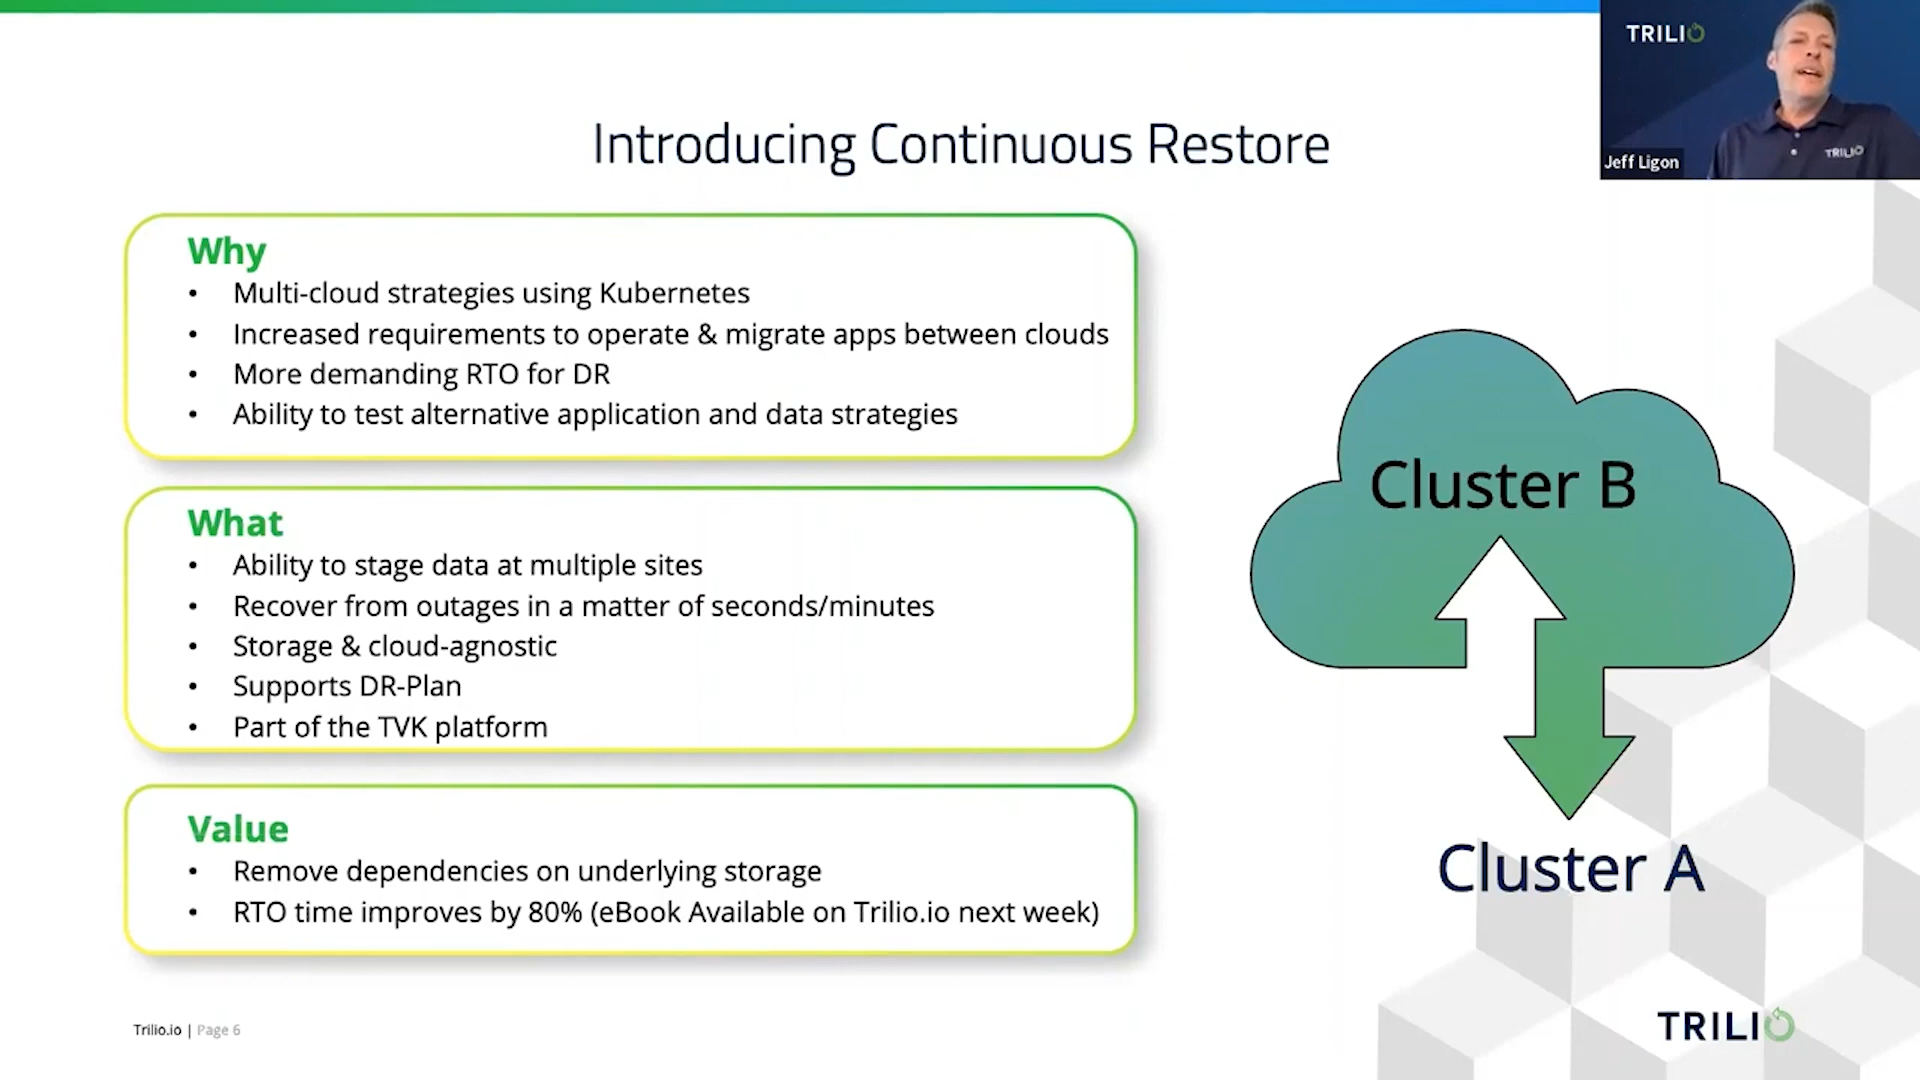 TRILIO
Jeff Ligon
TRILIO
Introducing Continuous Restore
Why
• Multi-cloud strategies using Kubernetes
• Increased requirements to operate & migrate apps between clouds
• More demanding RTO for DR
• Ability to test alternative application and data strategies
What
• Ability to stage data at multiple sites
• Recover from outages in a matter of seconds/minutes
• Storage & cloud-agnostic
• Supports DR-Plan
• Part of the TVK platform
Value
• Remove dependencies on underlying storage
• RTO time improves by 80% (eBook Available on Trilio.io next week)
Cluster B
Cluster A
Trilio.io | Page 6
TRILIO